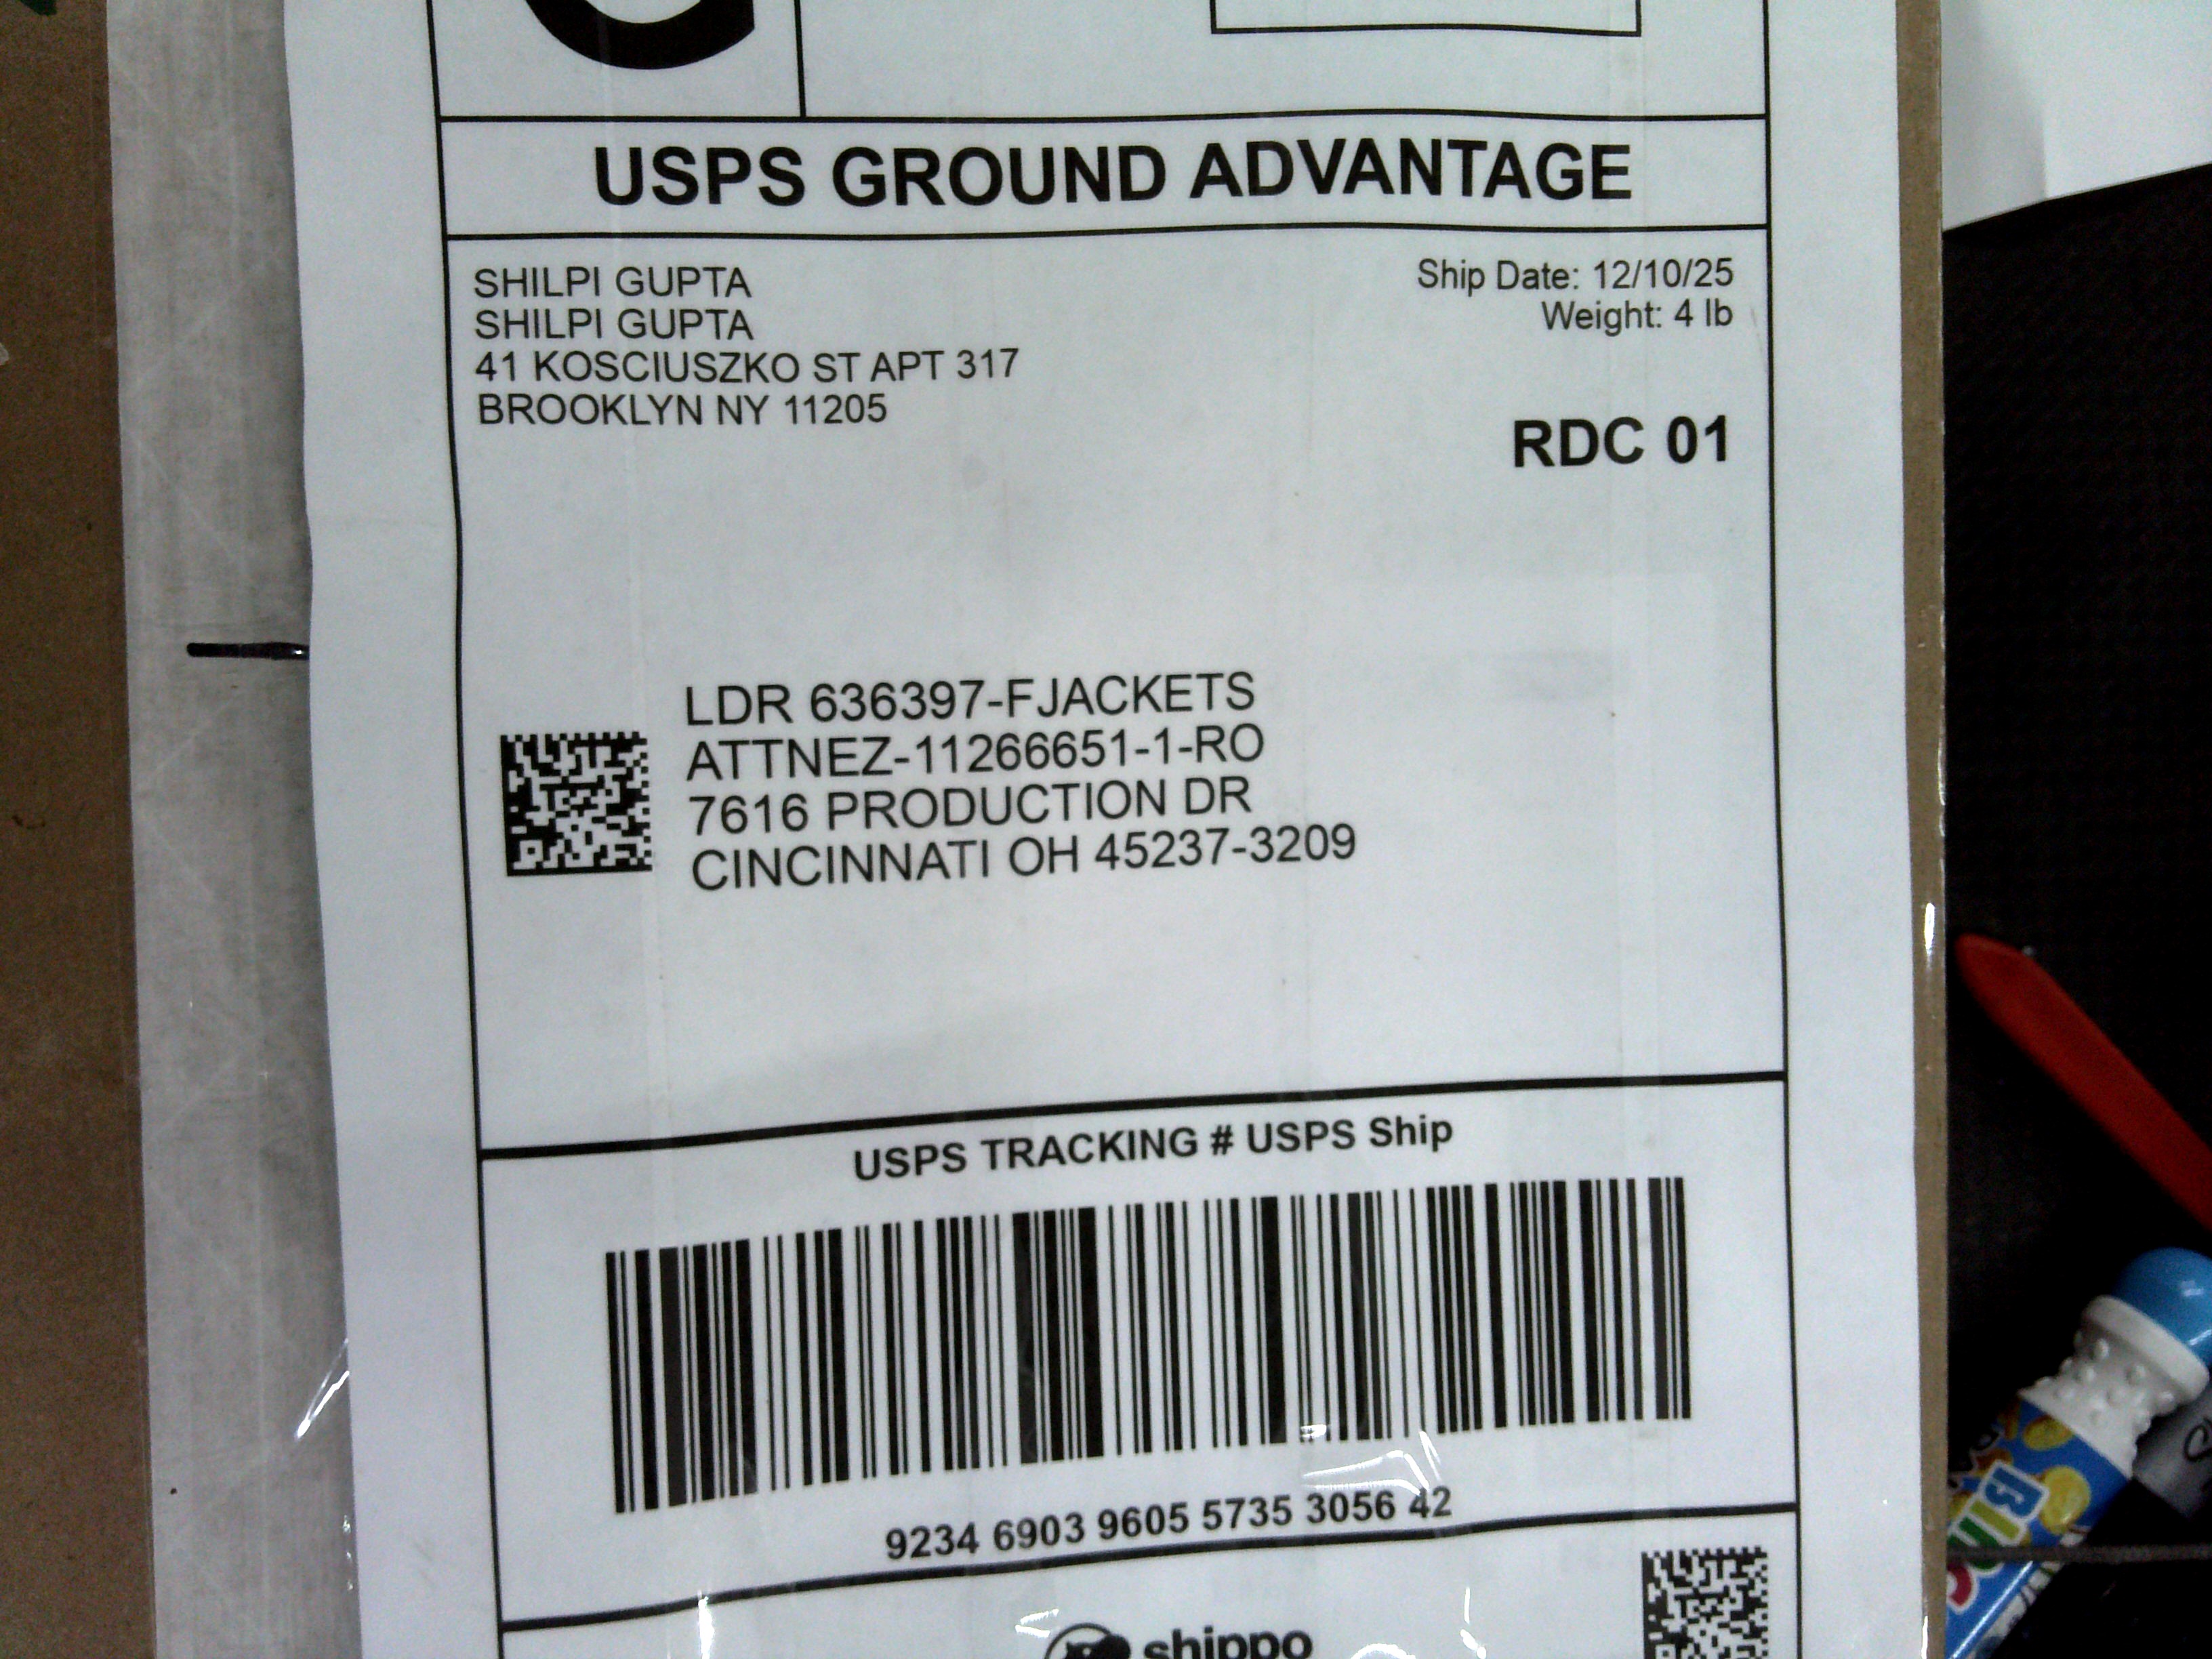 USPS GROUND ADVANTAGE
SHILPI GUPTA
SHILPI GUPTA
41 KOSCIUSZKO ST APT 317
BROOKLYN NY 11205
Ship Date: 12/10/25
Weight: 4 lb
RDC 01
LDR 636397-FJACKETS
ATTNEZ-11266651-1-RO
7616 PRODUCTION DR
CINCINNATI OH 45237-3209
USPS TRACKING # USPS Ship
9234 6903 9605 5735 3056 42
shippo